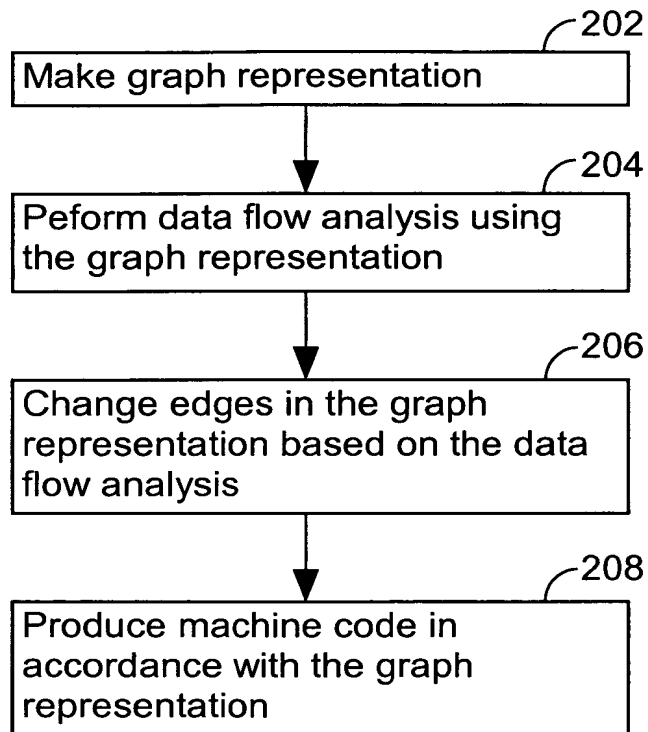 202
Make graph representation
204
Peform data flow analysis using
the graph representation
206
Change edges in the graph
representation based on the data
flow analysis
208
Produce machine code in
accordance with the graph
representation